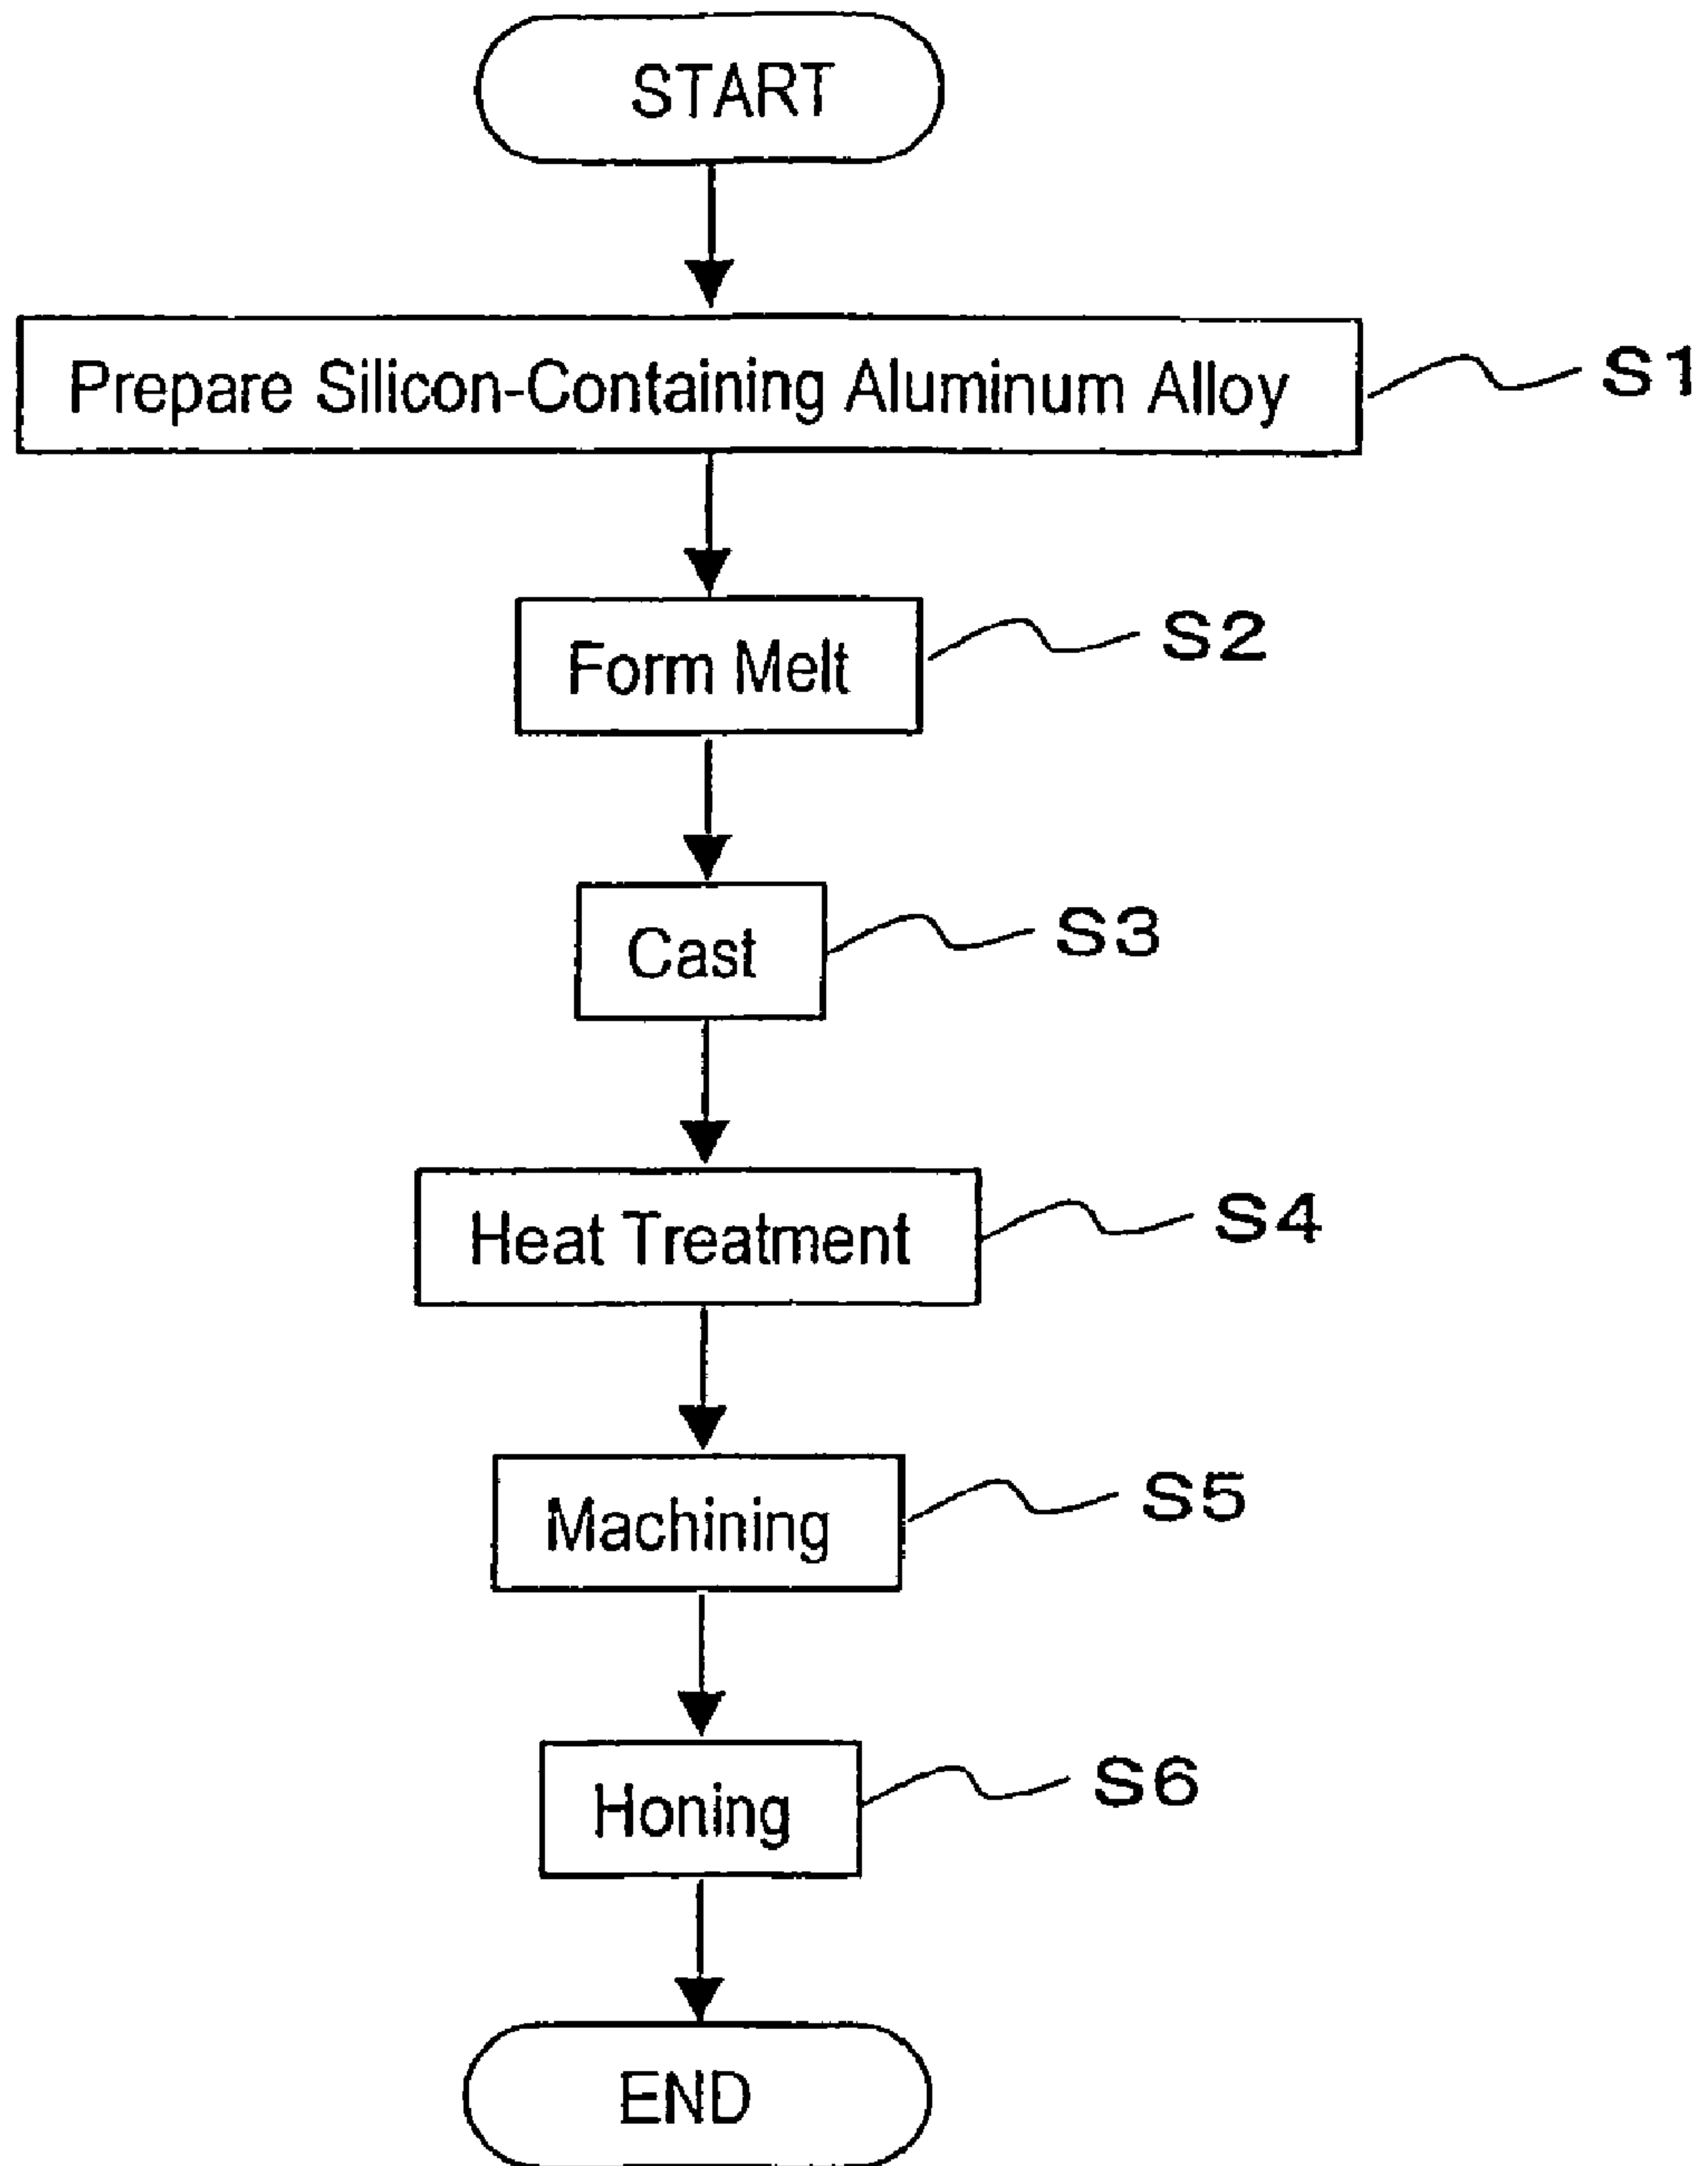 START
Prepare Silicon-Containing Aluminum Alloy S1
Form Melt S2
Cast S3
Heat Treatment S4
Machining S5
Honing S6
END